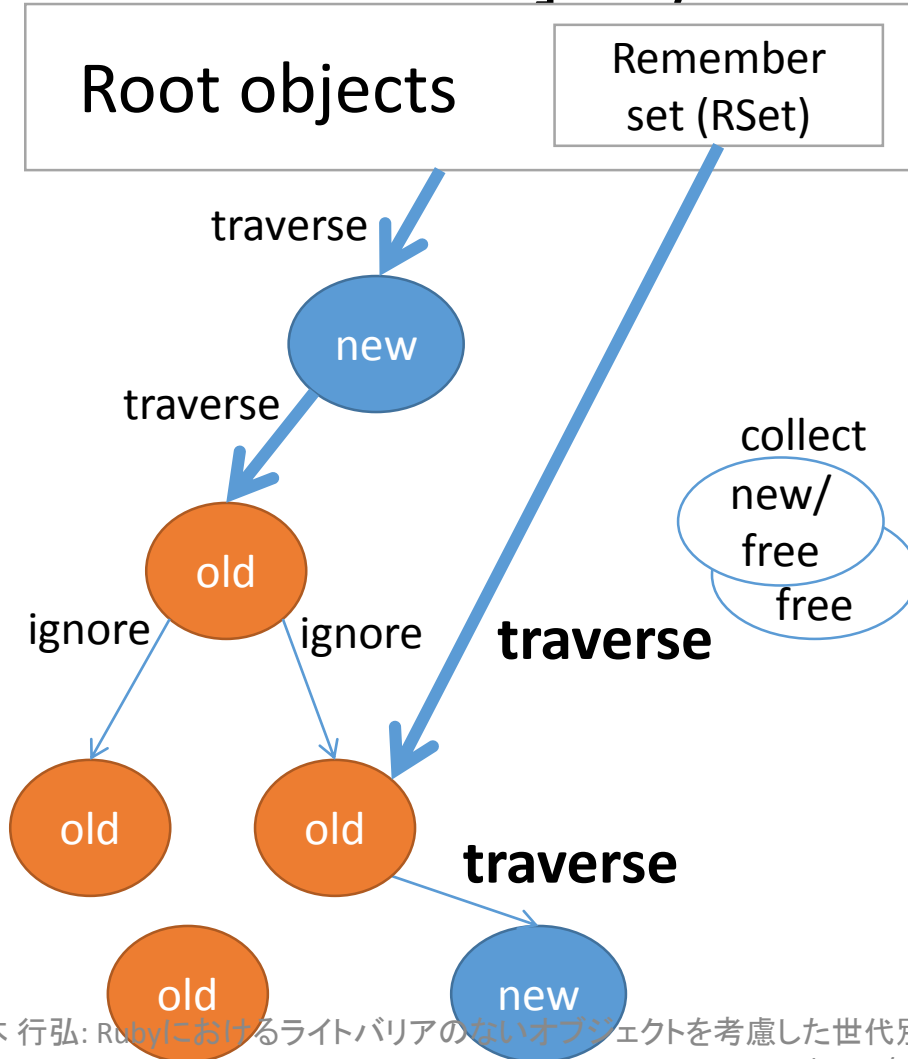 Root objects
Remember
set (RSet)
traverse
new
traverse
collect
new/
free
free
old
ignore
ignore
traverse
old
old
traverse
old
new
行弘: Rubyにおけるライトバリアのないオブジェクトを考慮した世代別